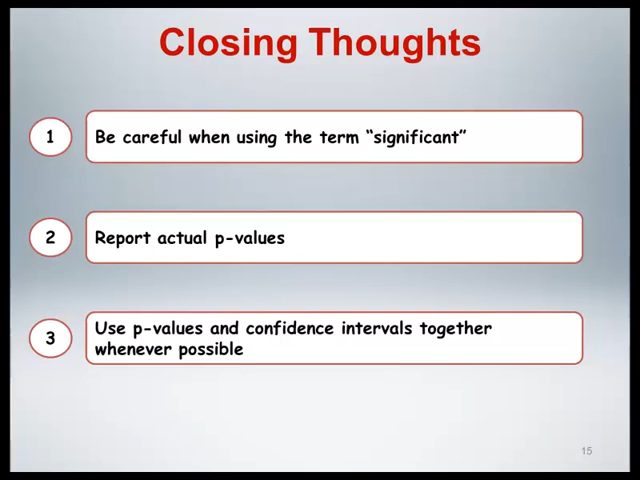 Closing Thoughts
1
Be careful when using the term “significant”
2
Report actual p-values
3
Use p-values and confidence intervals together
whenever possible
15